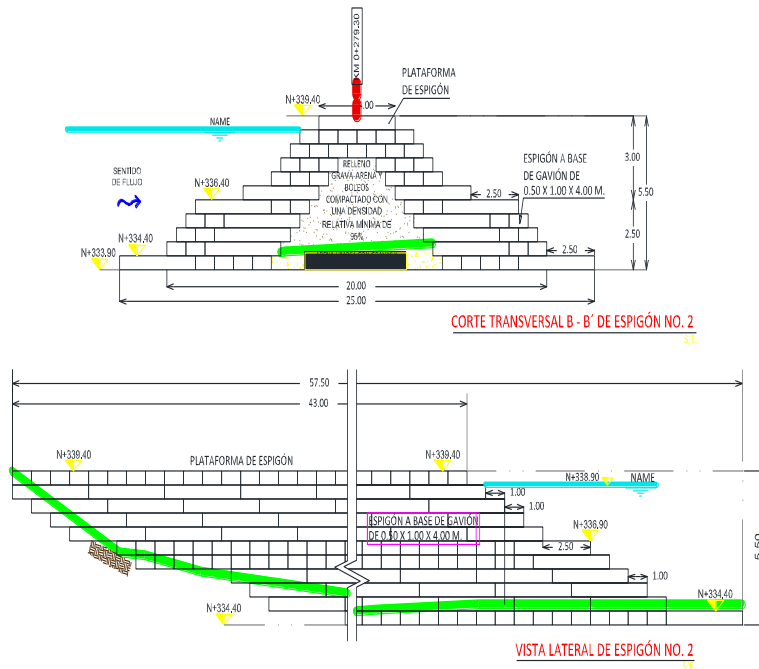 KM 0+279.30
N+339.40
4.00
PLATAFORMA
DE ESPIGÓN
NAME
SENTIDO
DE FLUJO
RELLENO
GRAVA-ARENA Y
BOLEOS
COMPACTADO CON
UNA DENSIDAD
RELATIVA MÍNIMA DE
95%
ESPIGÓN A BASE
DE GAVIÓN DE
0.50 X 1.00 X 4.00 M.
3.00
5.50
2.50
N+336.40
2.50
N+334.40
N+333.90
2.50
20.00
25.00
CORTE TRANSVERSAL B - B´ DE ESPIGÓN NO. 2
S.E.
57.50
43.00
N+339.40
PLATAFORMA DE ESPIGÓN
N+339.40
N+338.90
NAME
1.00
1.00
ESPIGÓN A BASE DE GAVIÓN
DE 0.50 X 1.00 X 4.00 M.
N+336.90
2.50
5.50
1.00
N+334.40
N+334.40
VISTA LATERAL DE ESPIGÓN NO. 2